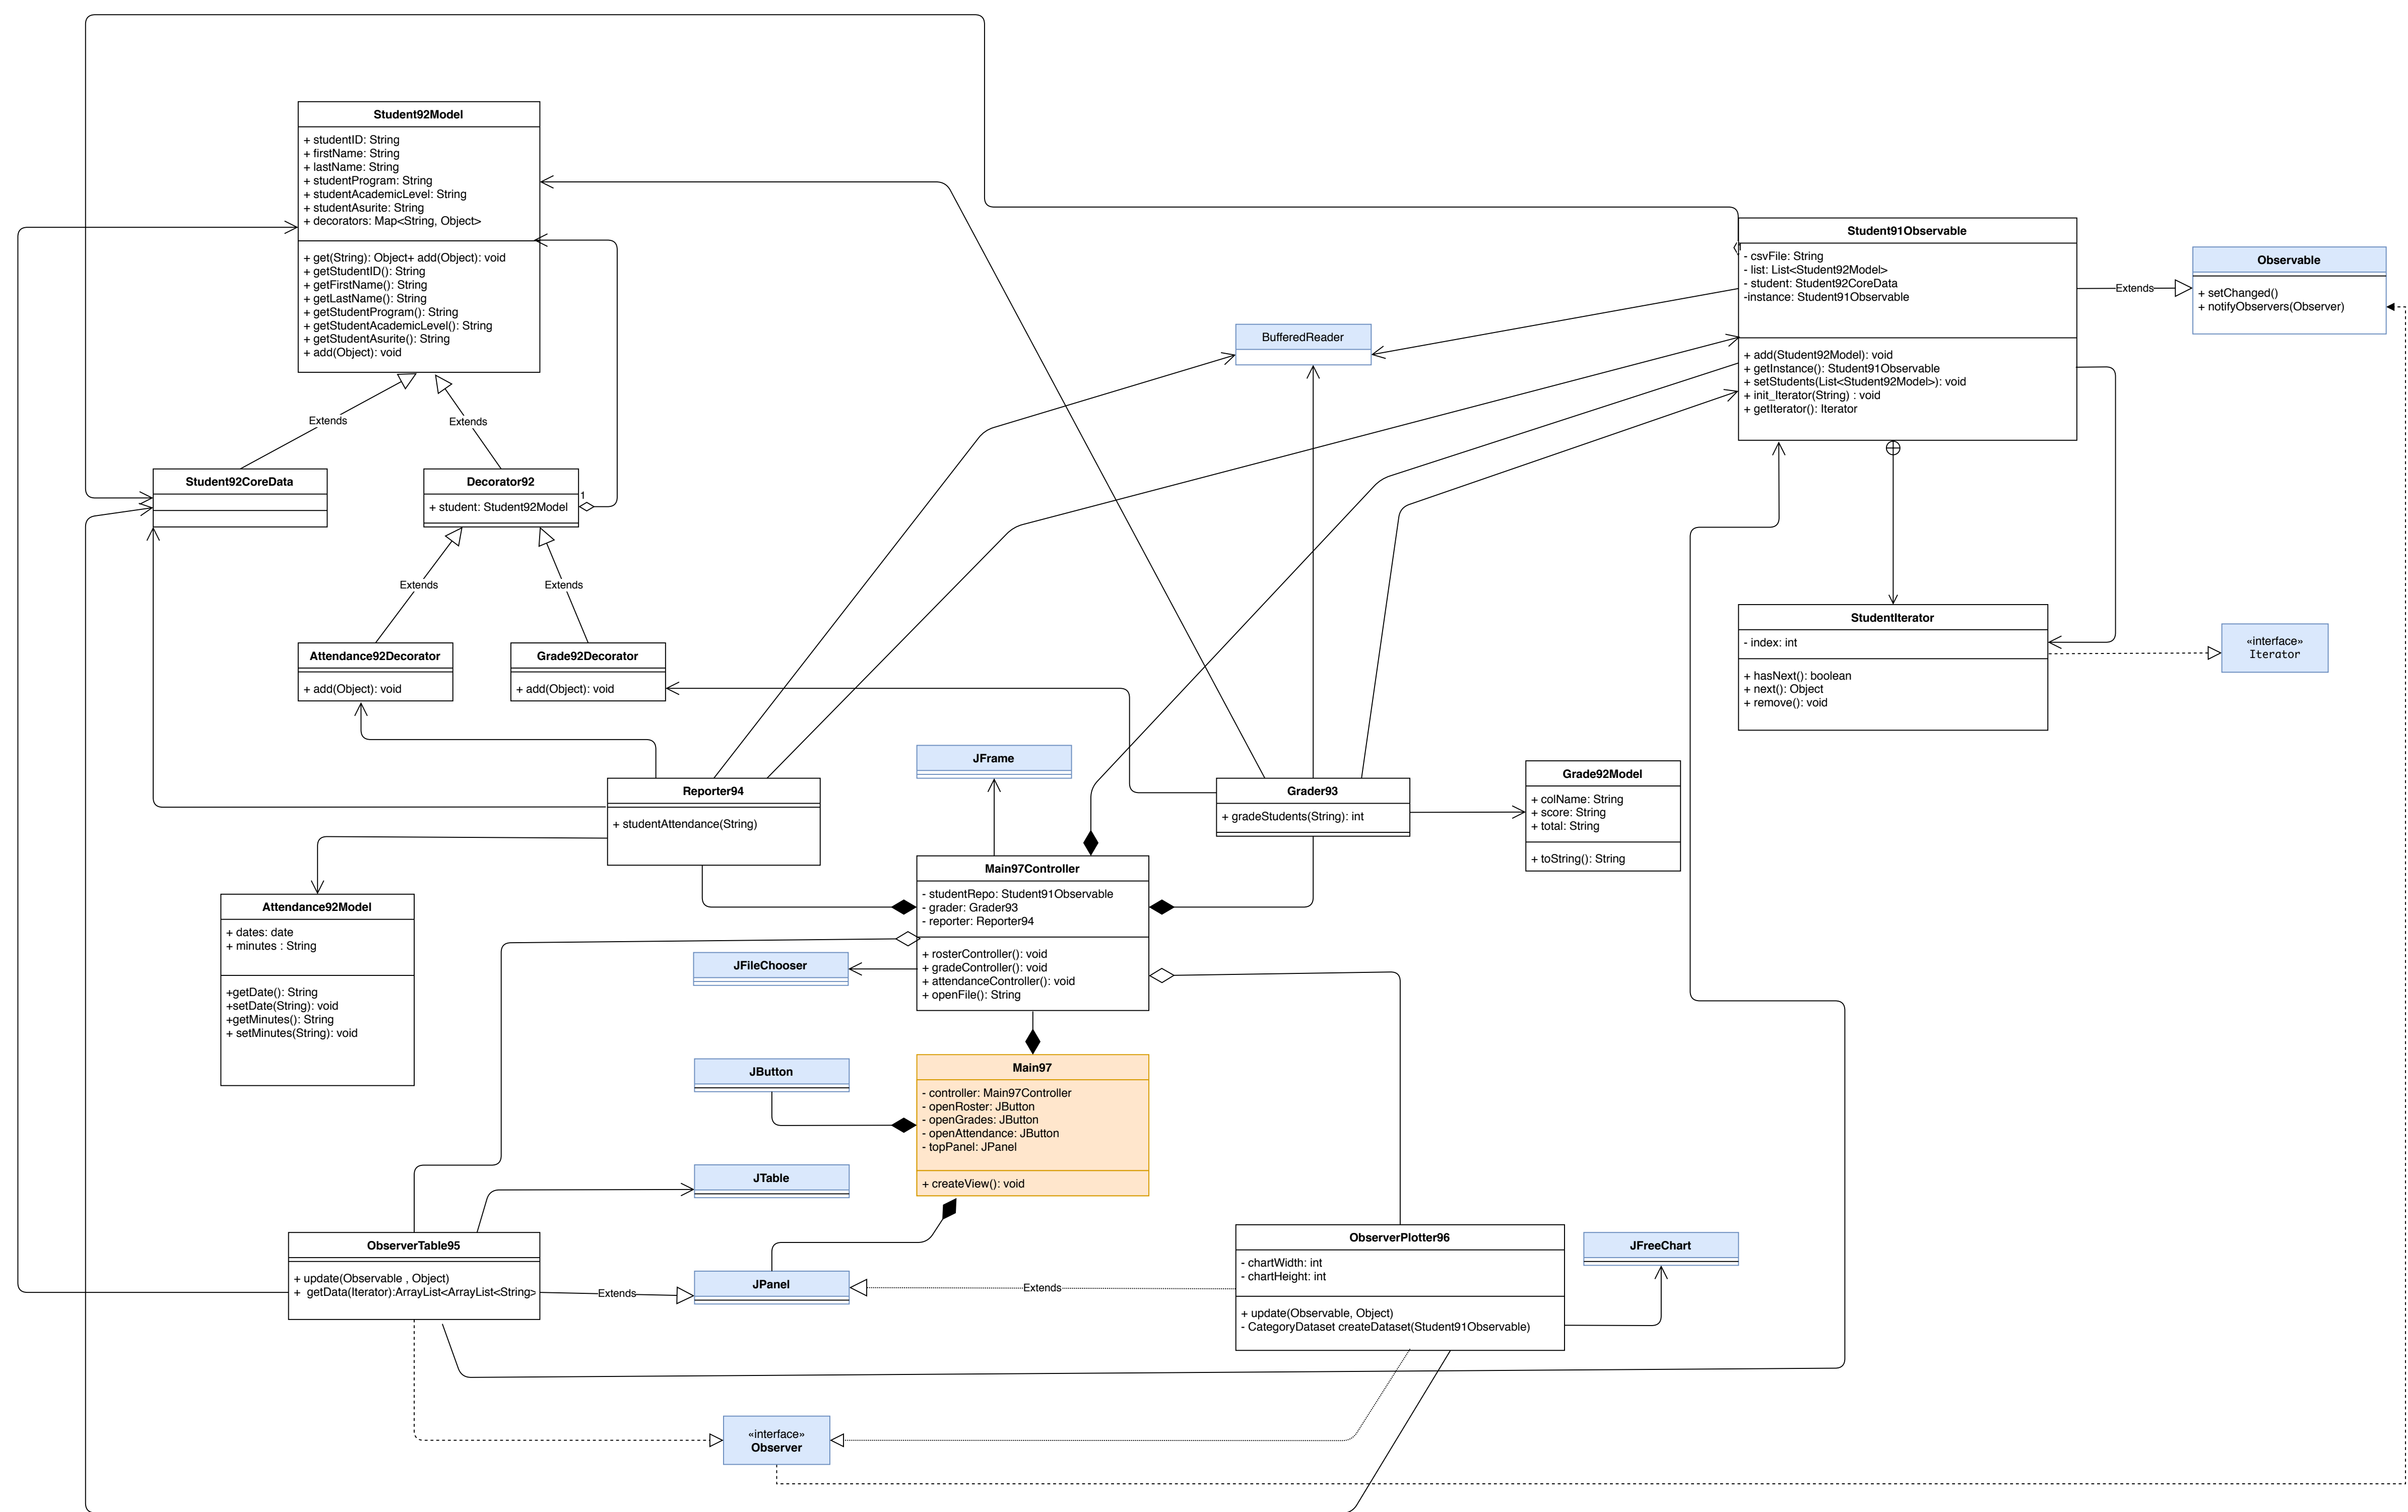 Student92Model
+ studentID: String
+ firstName: String
+ lastName: String
+ studentProgram: String
+ studentAcademicLevel: String
+ studentAsurite: String
+ decorators: Map<String, Object>
+ get(String): Object+ add(Object): void
+ getStudentID(): String
+ getFirstName(): String
+ getLastName(): String
+ getStudentProgram(): String
+ getStudentAcademicLevel(): String
+ getStudentAsurite(): String
+ add(Object): void
Student91Observable
- csvFile: String
- list: List<Student92Model>
- student: Student92CoreData
-instance: Student91Observable
+ add(Student92Model): void
+ getInstance(): Student91Observable
+ setStudents(List<Student92Model>): void
+ init_Iterator(String) : void
+ getIterator(): Iterator
Extends
Observable
+ setChanged()
+ notifyObservers(Observer)
BufferedReader
Extends
Extends
Student92CoreData
Decorator92
+ student: Student92Model
1
Extends
Extends
StudentIterator
- index: int
+ hasNext(): boolean
+ next(): Object
+ remove(): void
«interface»
Iterator
Attendance92Decorator
+ add(Object): void
Grade92Decorator
+ add(Object): void
JFrame
Reporter94
+ studentAttendance(String)
Grader93
+ gradeStudents(String): int
Grade92Model
+ colName: String
+ score: String
+ total: String
+ toString(): String
Main97Controller
- studentRepo: Student91Observable
- grader: Grader93
- reporter: Reporter94
+ rosterController(): void
+ gradeController(): void
+ attendanceController(): void
+ openFile(): String
Attendance92Model
+ dates: date
+ minutes : String
+getDate(): String
+setDate(String): void
+getMinutes(): String
+ setMinutes(String): void
JFileChooser
JButton
Main97
- controller: Main97Controller
- openRoster: JButton
- openGrades: JButton
- openAttendance: JButton
- topPanel: JPanel
+ createView(): void
JTable
ObserverTable95
+ update(Observable , Object)
+ getData(Iterator):ArrayList<ArrayList<String>
Extends
JPanel
Extends
ObserverPlotter96
- chartWidth: int
- chartHeight: int
+ update(Observable, Object)
- CategoryDataset createDataset(Student91Observable)
JFreeChart
«interface»
Observer